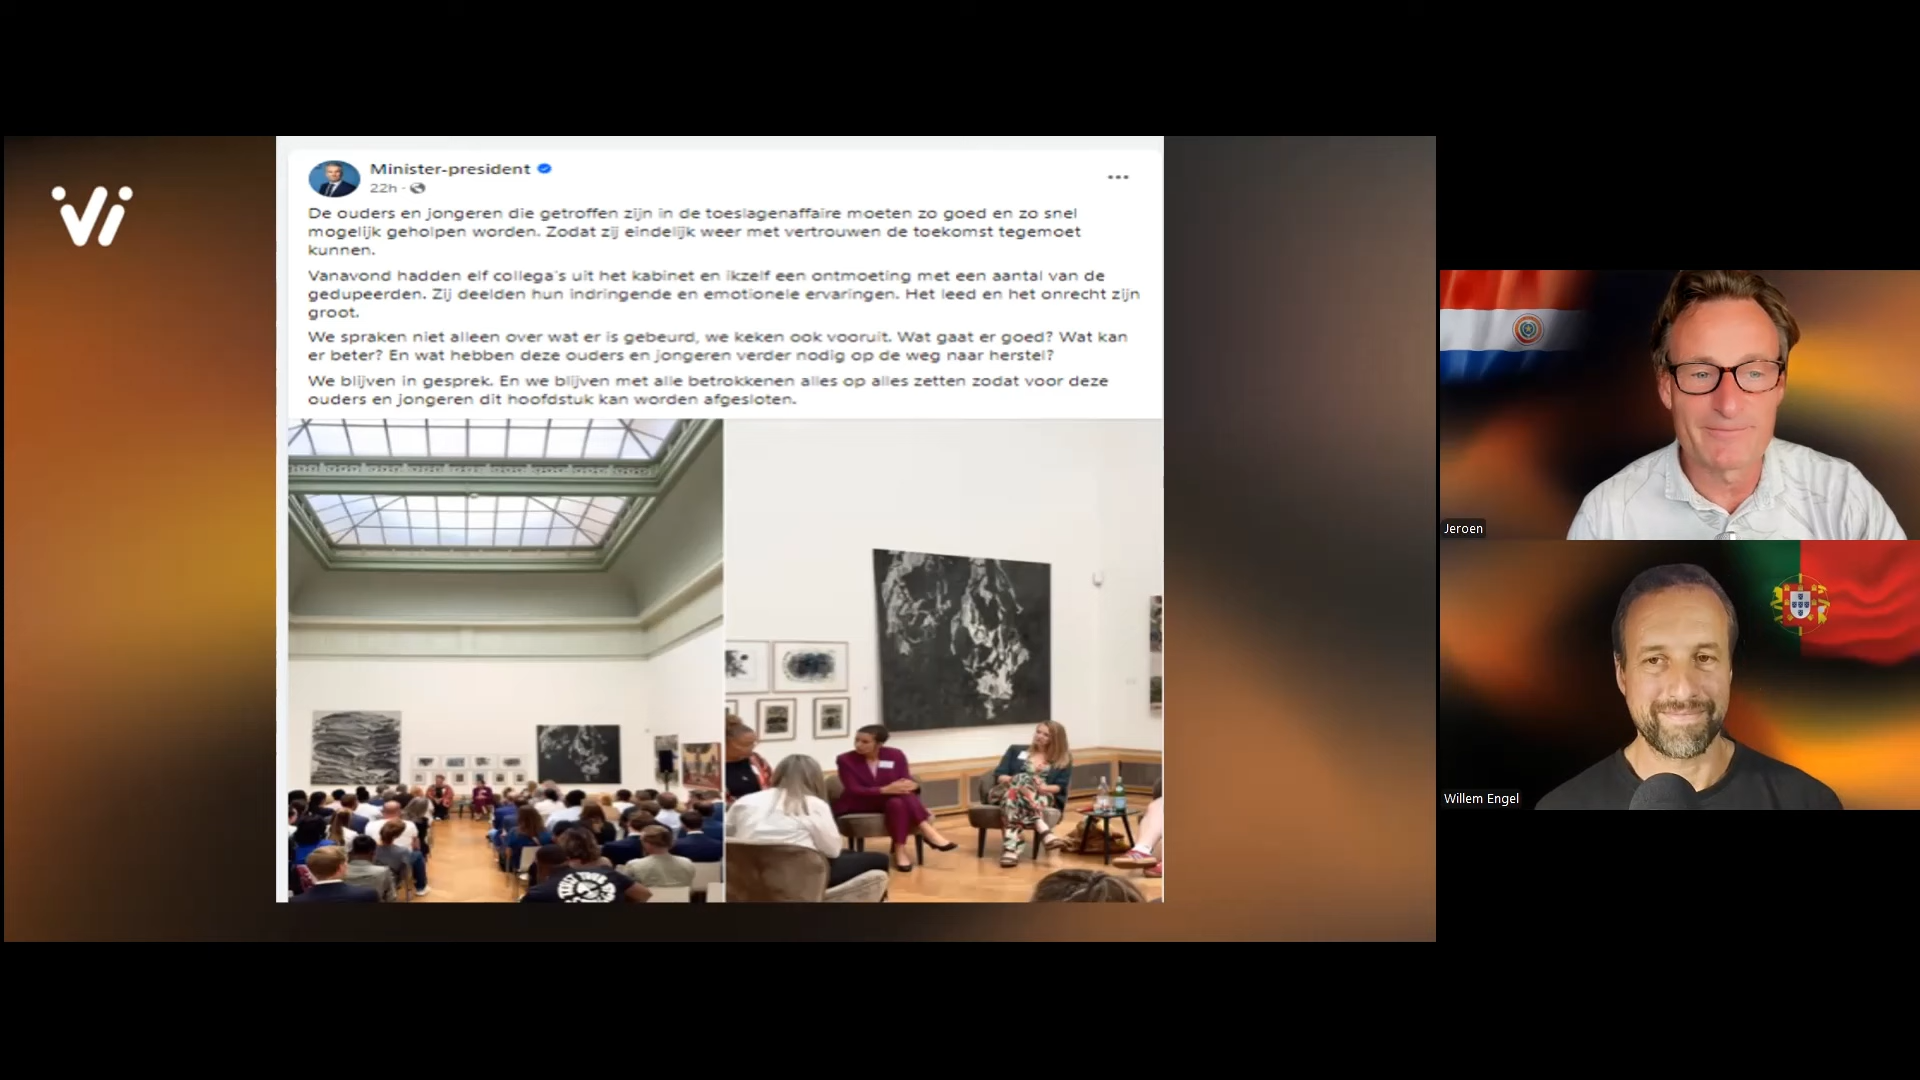 Vi
Minister-president
22h
De ouders en jongeren die getroffen zijn in de toeslagenaffaire moeten zo goed en zo snel
mogelijk geholpen worden. Zodat zij eindelijk weer met vertrouwen de toekomst tegemoet
kunnen.
Vanavond hadden elf collega's uit het kabinet en ikzelf een ontmoeting met een aantal van de
gedupeerden. Zij deelden hun indringende en emotionele ervaringen. Het leed en het onrecht zijn
groot.
We spraken niet alleen over wat er is gebeurd, we keken ook vooruit. Wat gaat er goed? Wat kan
er beter? En wat hebben deze ouders en jongeren verder nodig op de weg naar herstel?
We blijven in gesprek. En we blijven met alle betrokkenen alles op alles zetten zodat voor deze
ouders en jongeren dit hoofdstuk kan worden afgesloten.
Jeroen
Willem Engel